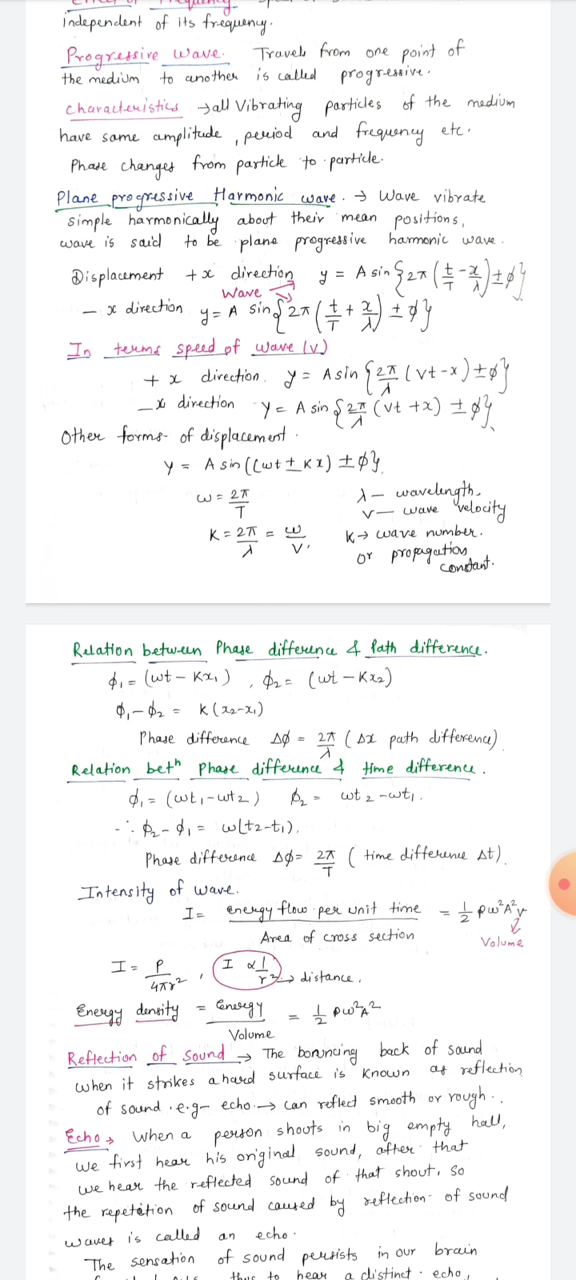 Effect of Frequency
independent of its frequency.
Progressive wave. Travels from one point of
the medium to another is called progressive.
Characteristics → all Vibrating particles of the medium
have same amplitude, period and frequency etc.
Phase changes from particle to particle.
Plane progressive Harmonic wave. → Wave vibrate
simple harmonically about their mean positions,
wave is said to be plane progressive harmonic wave.
Displacement +x direction y = A sin {2π (t/T - x/λ) ± φ}
Wave
- x direction y = A sin {2π (t/T + x/λ) ± φ}
In terms speed of wave (v)
+ x direction. y = A sin {2π/λ (vt - x) ± φ}
-x direction y = A sin {2π/λ (vt + x) ± φ}
Other forms of displacement.
y = A sin ((ωt ± Kx) ± φ}
ω = 2π/T λ — wavelength.
v — wave velocity
K = 2π/λ = ω/v. K → wave number.
or propagation
constant.
Relation between Phase difference & Path difference.
φ₁ = (ωt - Kx₁), φ₂ = (ωt - Kx₂)
φ₁ - φ₂ = K(x₂-x₁)
Phase difference Δφ = 2π/λ (Δx path difference)
Relation betⁿ Phase difference & time difference.
φ₁ = (ωt₁ - ωt₂) φ₂ = ωt₂ - ωt₁.
∴ φ₂ - φ₁ = ω(t₂-t₁).
Phase difference Δφ = 2π/T (time difference Δt).
Intensity of wave.
I = energy flow per unit time / Area of cross section = 1/2 ρω²A²v
Volume
I = P/4πr², I ∝ 1/r² → distance.
Energy density = Energy/Volume = 1/2 ρω²A²
Reflection of Sound → The boruncing back of sound
when it strikes a hard surface is known as reflection
of sound. e.g- echo → can reflect smooth or rough..
Echo → When a person shouts in big empty hall,
we first hear his original sound, after that
we hear the reflected sound of that shout. So
the repetation of sound caused by reflection of sound
waves is called an echo.
The sensation of sound persists in our brain
thus to hear a distinct echo,